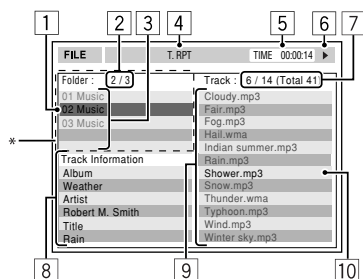 1 2 3 4 5 6 7
FILE T. RPT TIME 00:00:14
Folder : 2 / 3 Track : 6 / 14 (Total 41)
01 Music
02 Music
03 Music
*
Cloudy.mp3
Fair.mp3
Fog.mp3
Hail.wma
Indian summer.mp3
Rain.mp3
Shower.mp3
Snow.mp3
Thunder.wma
Typhoon.mp3
Wind.mp3
Winter sky.mp3
Track Information
Album
Weather
Artist
Robert M. Smith
Title
Rain
8 9 10